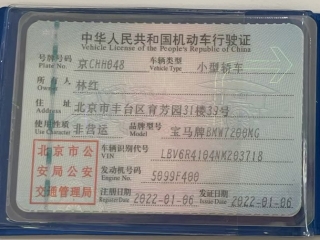 中华人民共和国机动车行驶证
Vehicle License of the People's Republic of China
号牌号码 京CHH848 车辆类型 小型轿车
Plate No. Vehicle Type
所有人 林红
Owner
住址 北京市丰台区育芳园31楼39号
Address
使用性质 非营运 品牌型号 宝马牌BMW7200MG
Use Character Model
北京市公安局公安交通管理局
车辆识别代号 LBV6R4104NM203718
VIN
发动机号码 5099F400
Engine No.
注册日期 2022-01-06 发证日期 2022-01-06
Register Date Issue Date